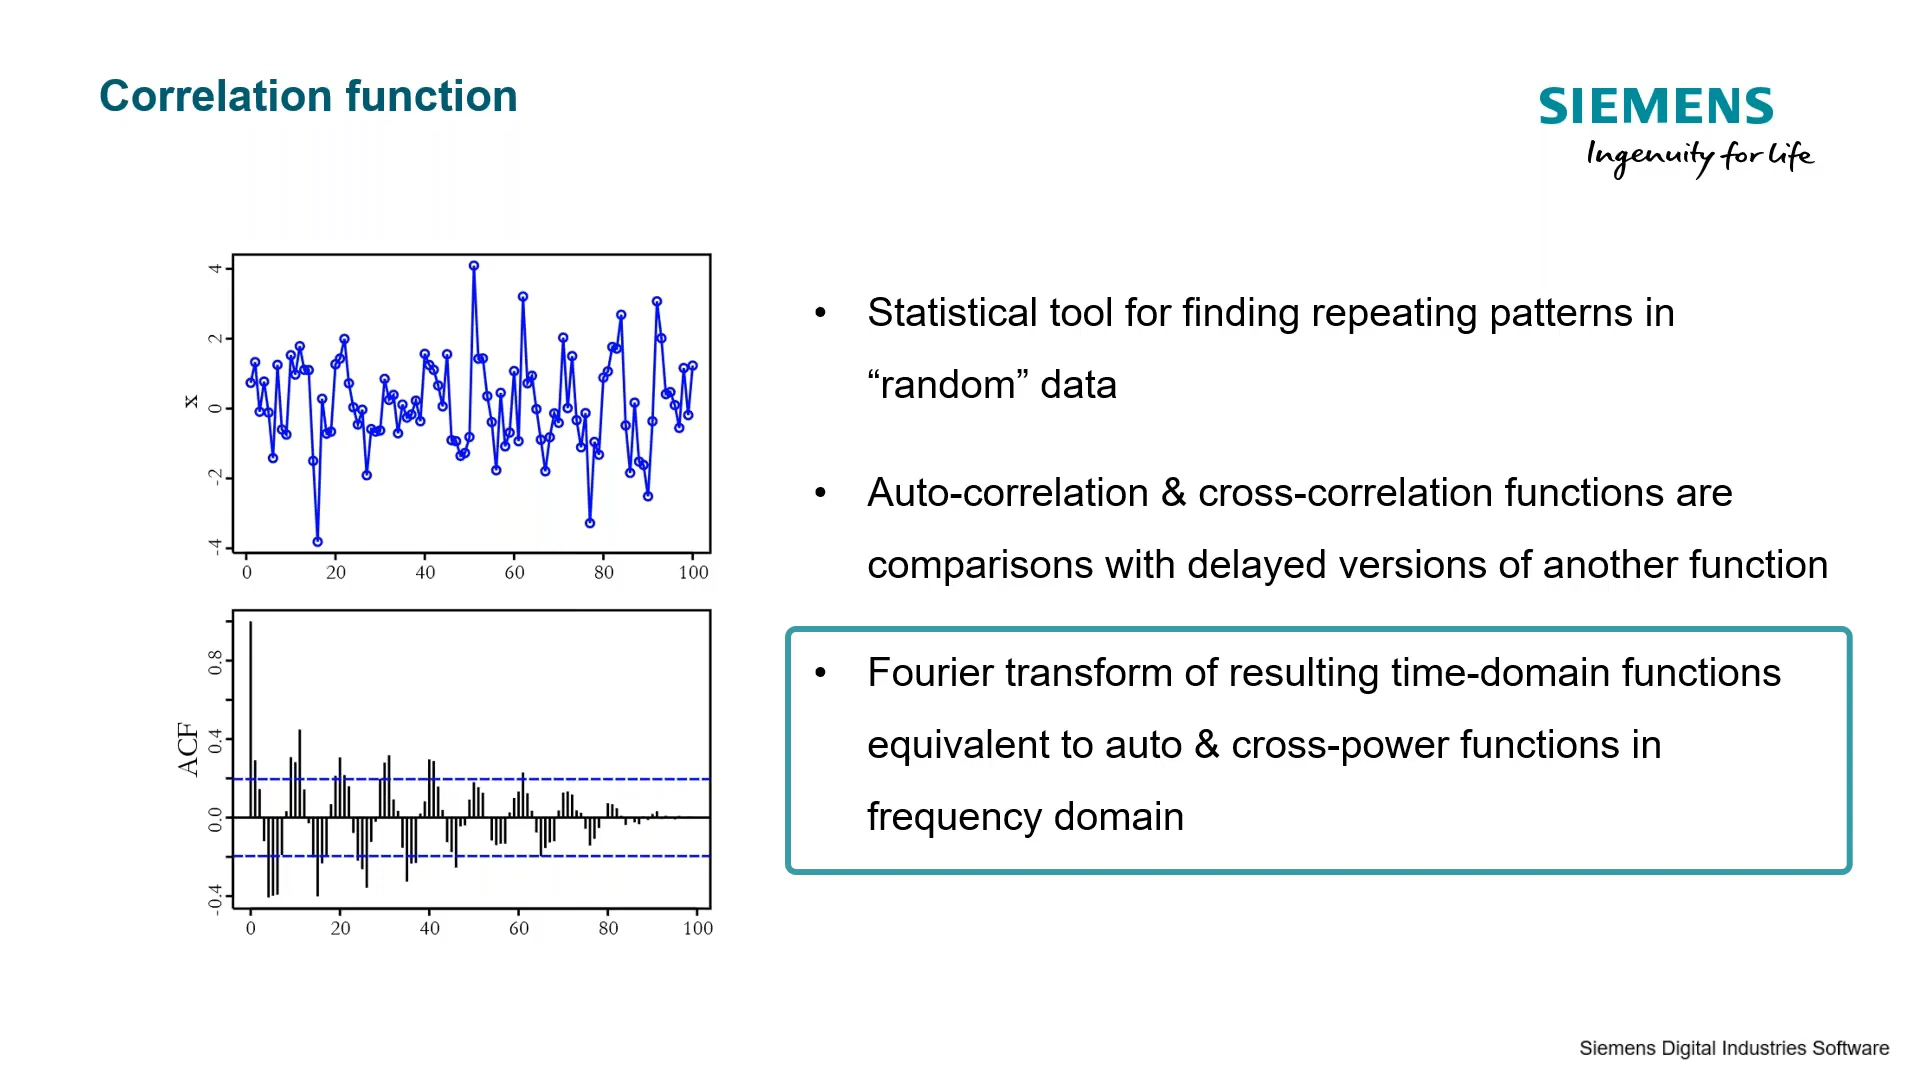 Correlation function
SIEMENS
Ingenuity for life
4
2
0
-2
-4
x
0 20 40 60 80 100
0.8
0.4
0.0
-0.4
ACF
0 20 40 60 80 100
• Statistical tool for finding repeating patterns in
“random” data
• Auto-correlation & cross-correlation functions are
comparisons with delayed versions of another function
• Fourier transform of resulting time-domain functions
equivalent to auto & cross-power functions in
frequency domain
Siemens Digital Industries Software